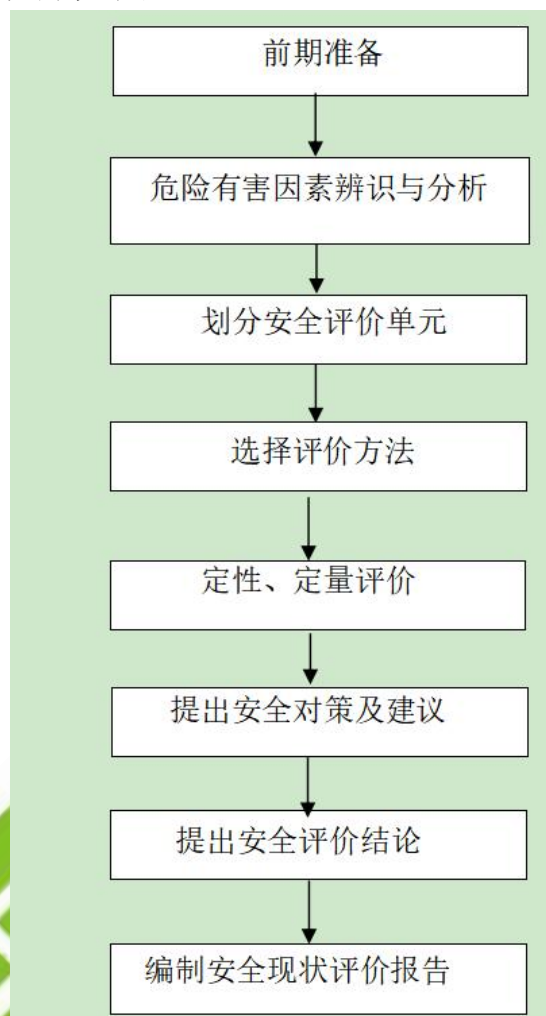 前期准备
危险有害因素辨识与分析
划分安全评价单元
选择评价方法
定性、定量评价
提出安全对策及建议
提出安全评价结论
编制安全现状评价报告